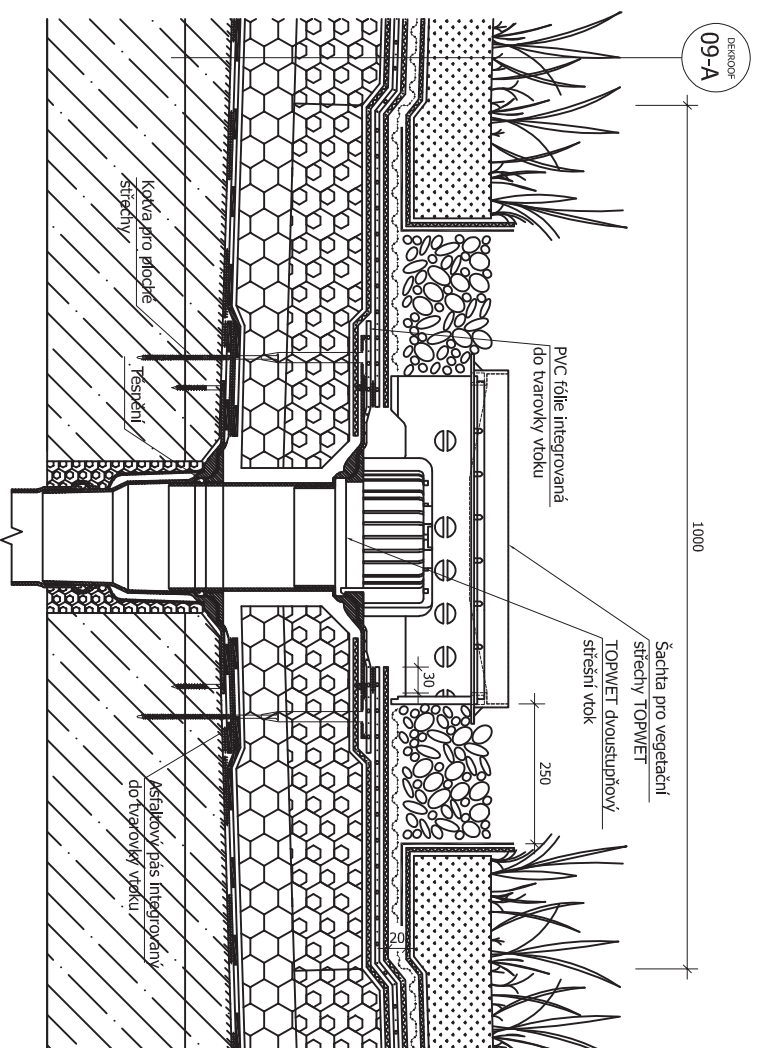 DEKROOF
09-A
1000
Šachta pro vegetační
střechy TOPWET
TOPWET dvoustupňový
střešní vtok
PVC fólie integrovaná
do tvarovky vtoku
250
30
20
Kotva pro ploché
střechy
Těsnění
Asfaltový pás integrovaný
do tvarovky vtoku